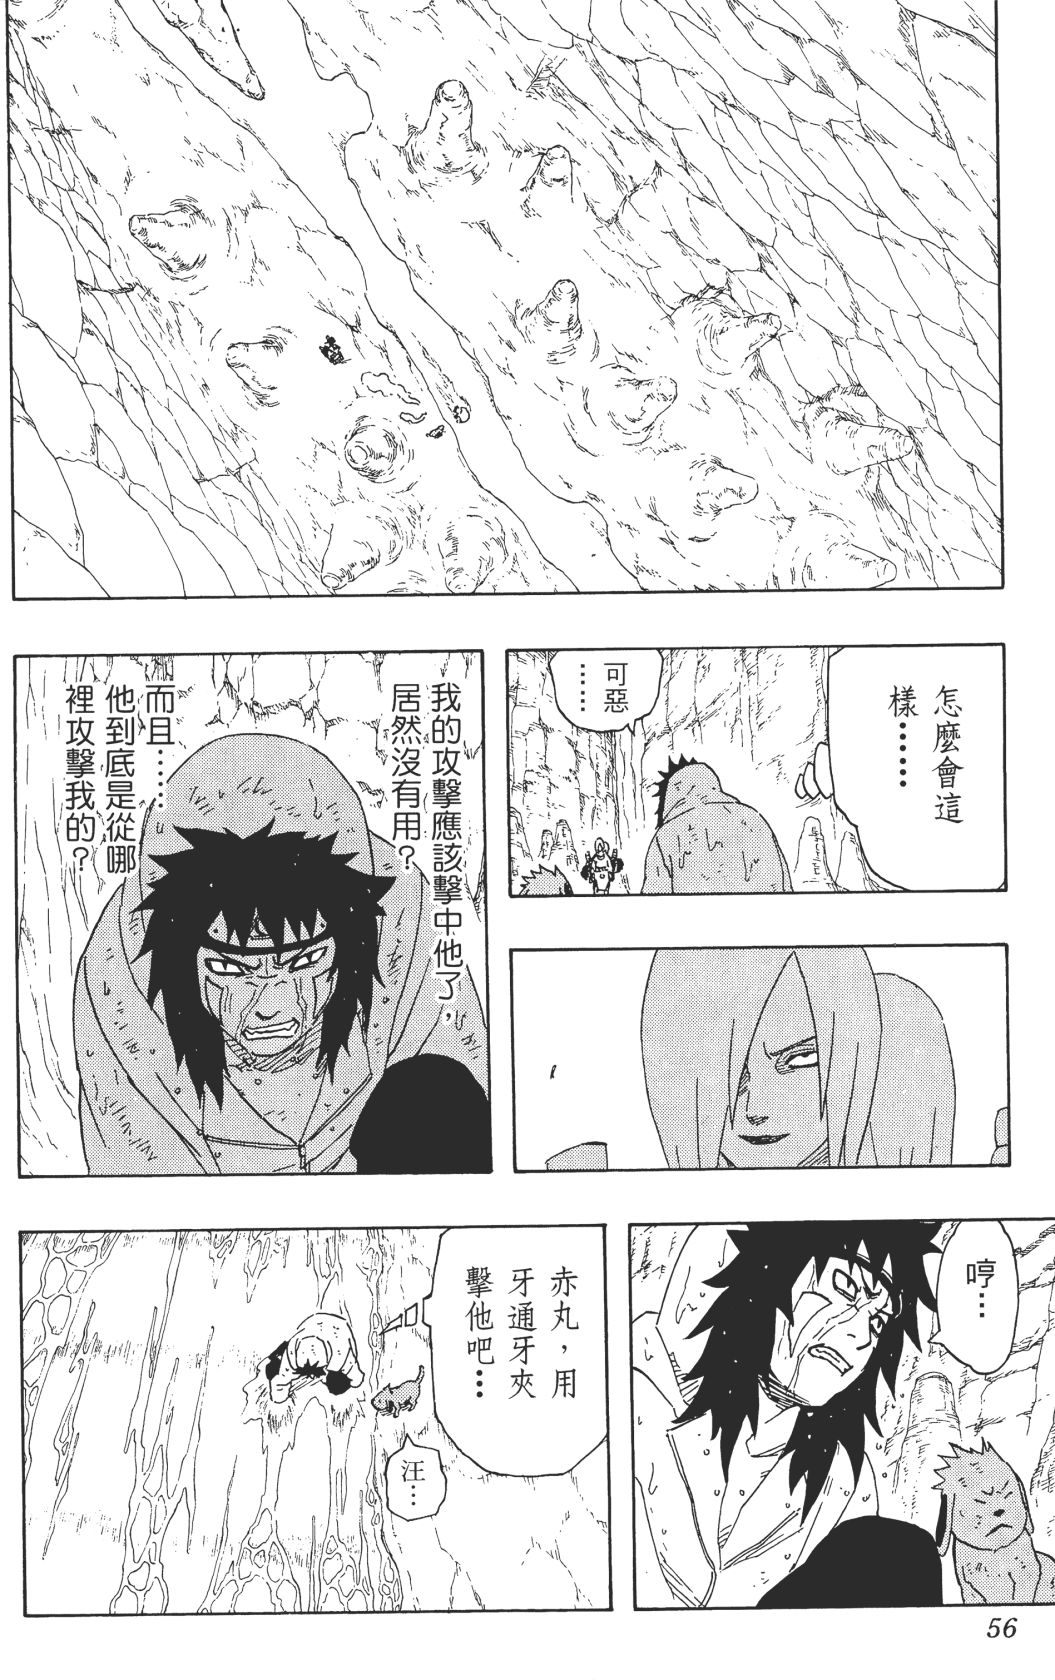 怎麼會這
樣……
可惡
……
我的攻擊應該擊中他了，
居然沒有用？
而且……
他到底是從哪
裡攻擊我的？
哼…
赤丸，用
牙通牙夾
擊他吧…
汪…
56